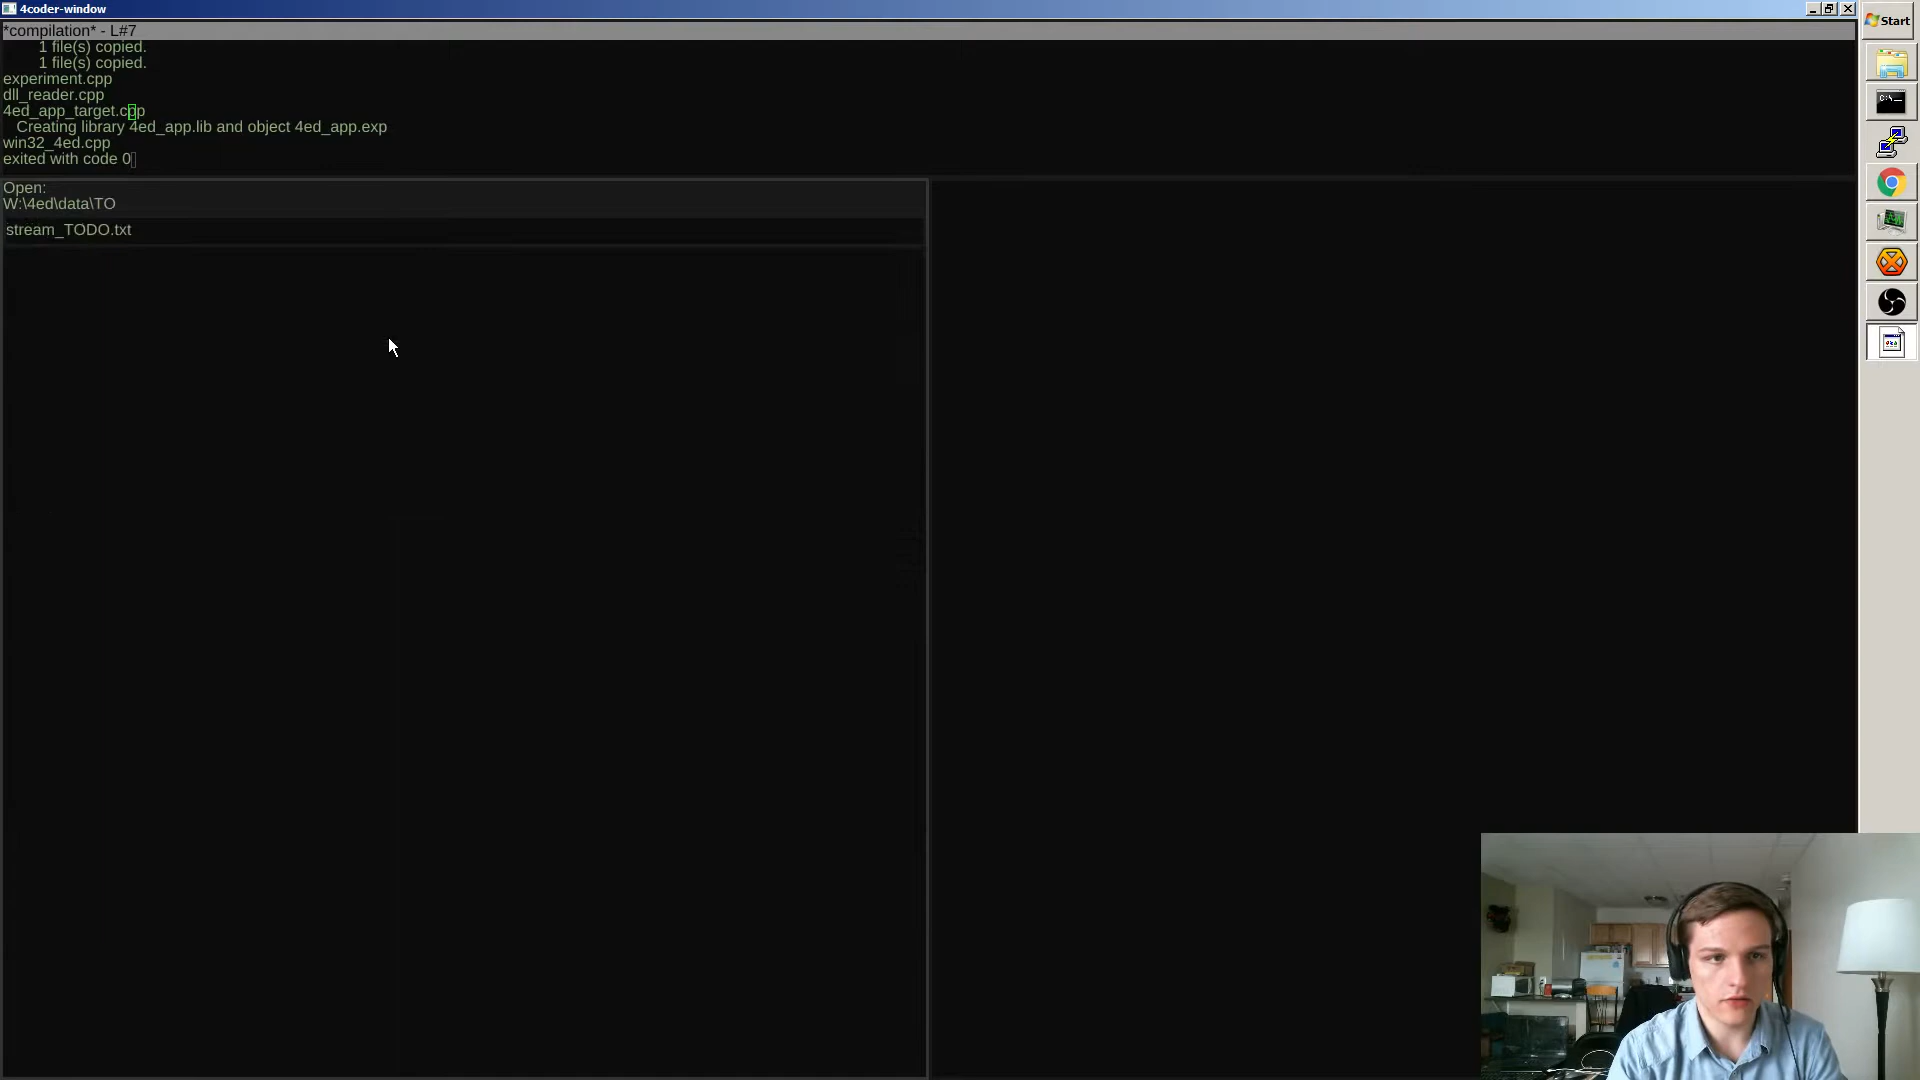 4coder-window
Start
*compilation* - L#7
1 file(s) copied.
1 file(s) copied.
experiment.cpp
dll_reader.cpp
4ed_app_target.cpp
Creating library 4ed_app.lib and object 4ed_app.exp
win32_4ed.cpp
exited with code 0
Open:
W:\4ed\data\TO
stream_TODO.txt